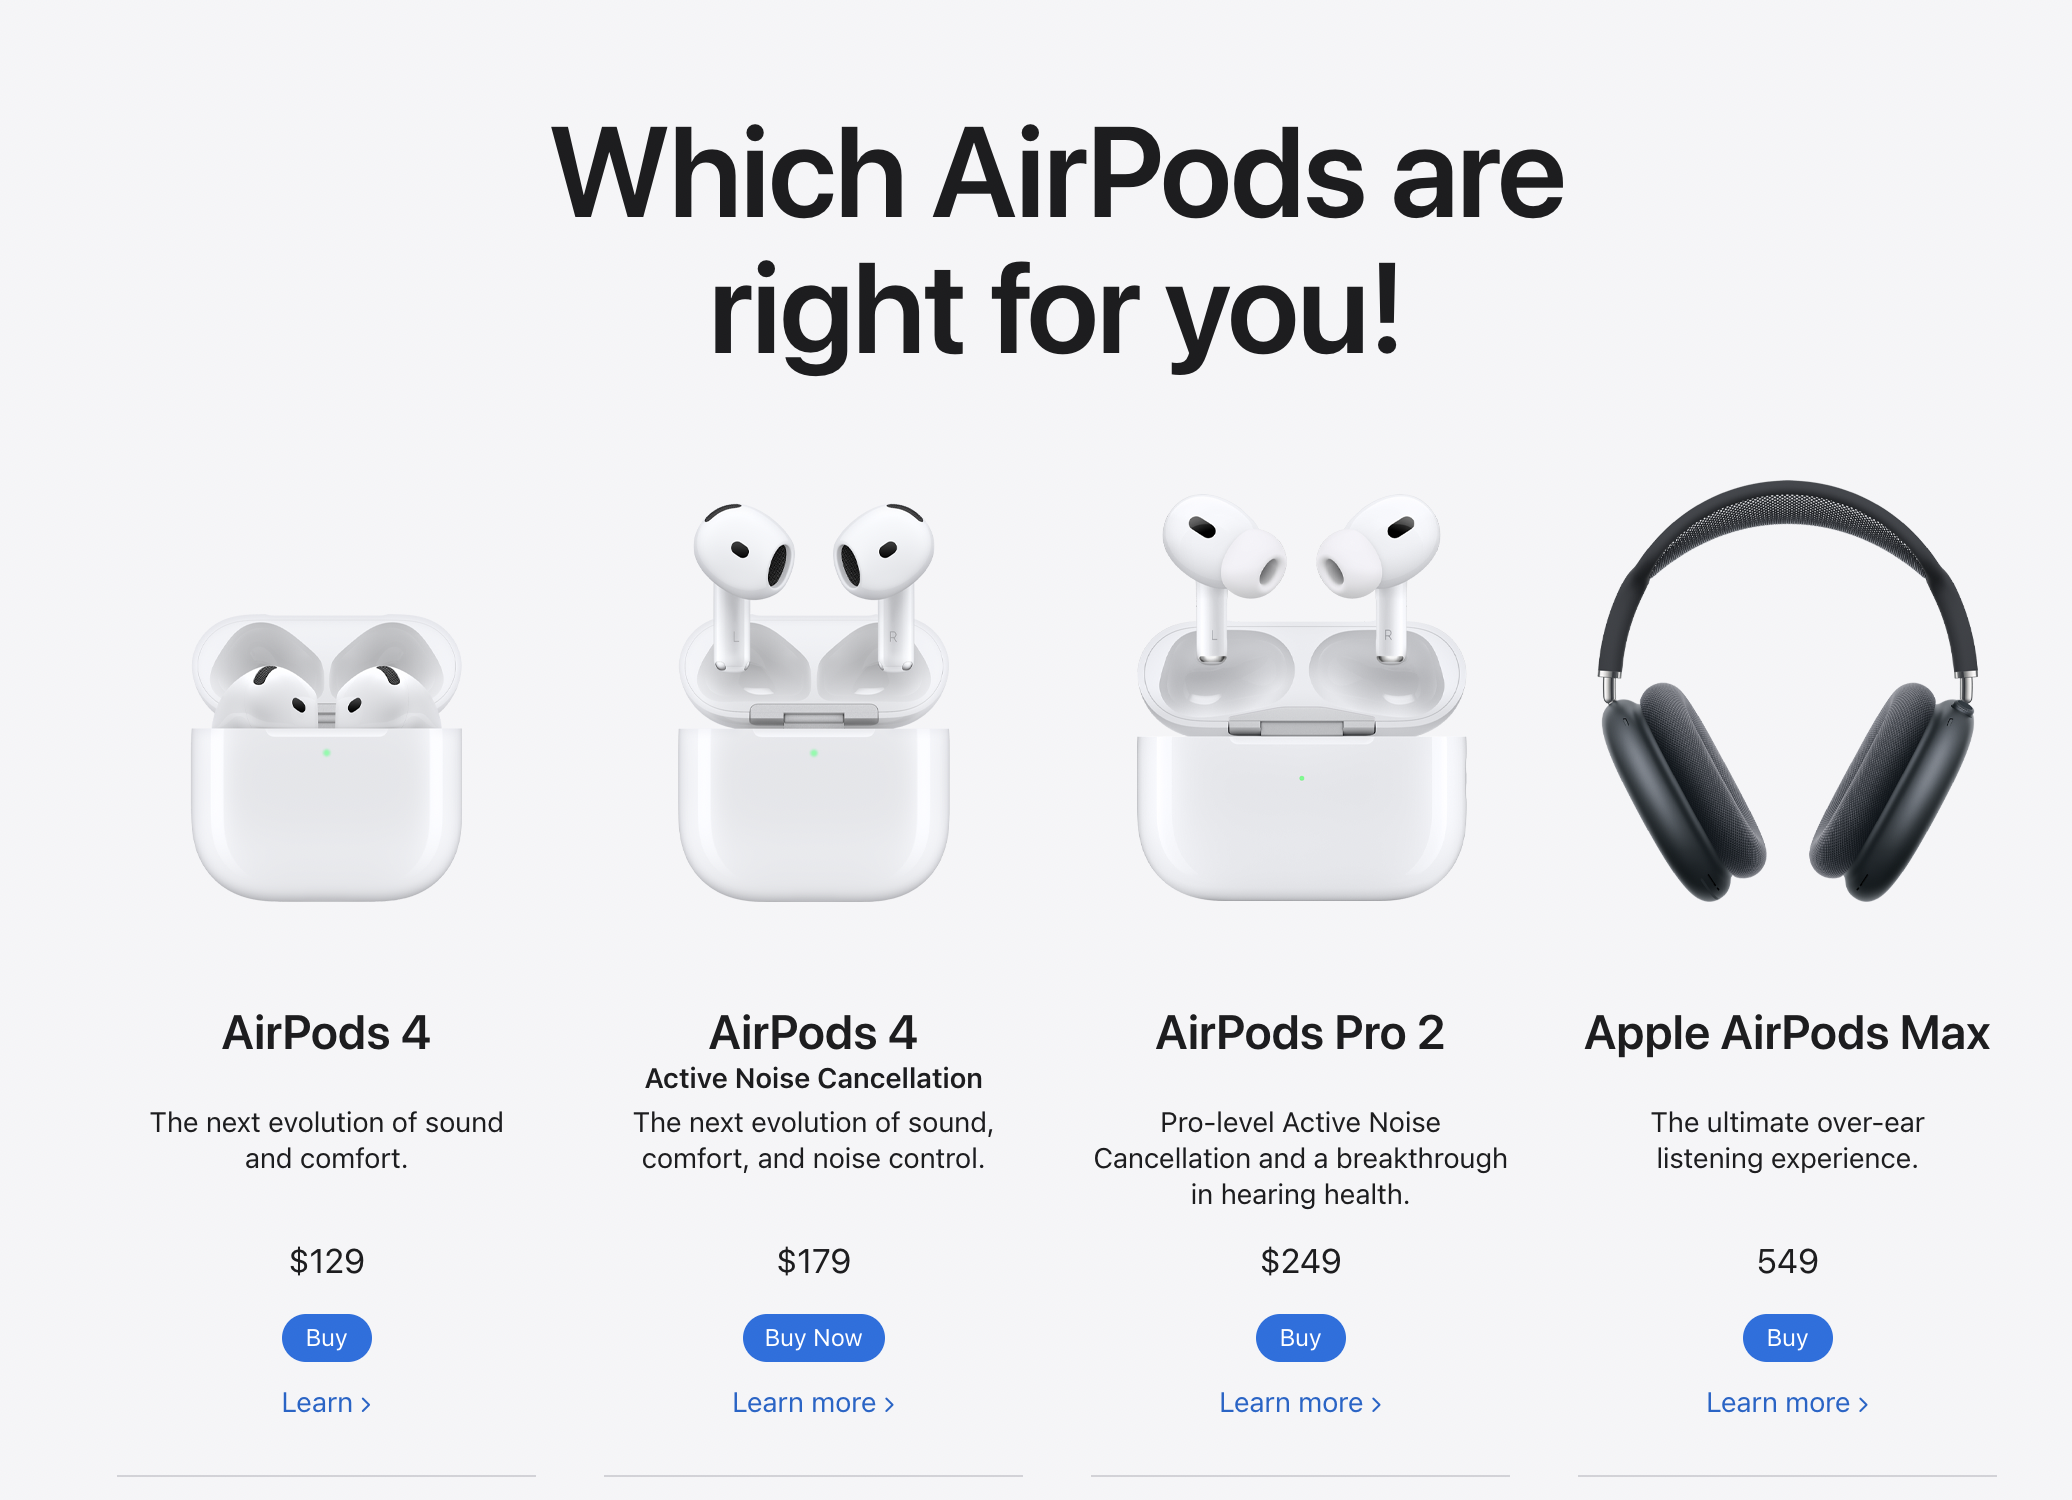 Which AirPods are
right for you!
L
R
L
R
AirPods 4
The next evolution of sound
and comfort.
$129
Buy
Learn >
AirPods 4
Active Noise Cancellation
The next evolution of sound,
comfort, and noise control.
$179
Buy Now
Learn more >
AirPods Pro 2
Pro-level Active Noise
Cancellation and a breakthrough
in hearing health.
$249
Buy
Learn more >
Apple AirPods Max
The ultimate over-ear
listening experience.
549
Buy
Learn more >